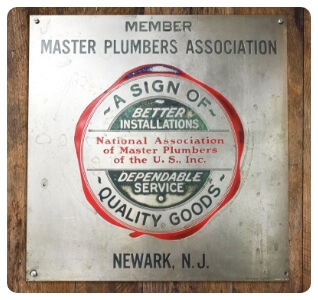 MEMBER
MASTER PLUMBERS ASSOCIATION
~A SIGN OF~
BETTER
INSTALLATIONS
National Association
of Master Plumbers
of the U. S., Inc.
DEPENDABLE
SERVICE
~QUALITY GOODS~
NEWARK, N. J.